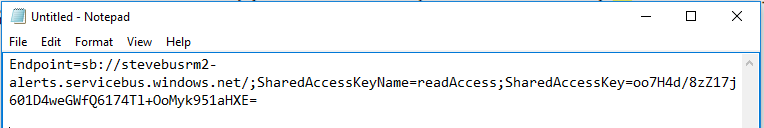 Untitled - Notepad
File Edit Format View Help
Endpoint=sb://stevebusrm2-
alerts.servicebus.windows.net/;SharedAccessKeyName=readAccess;SharedAccessKey=oo7H4d/8zZ17j
601D4weGWfQ6174Tl+OoMyk951aHXE=